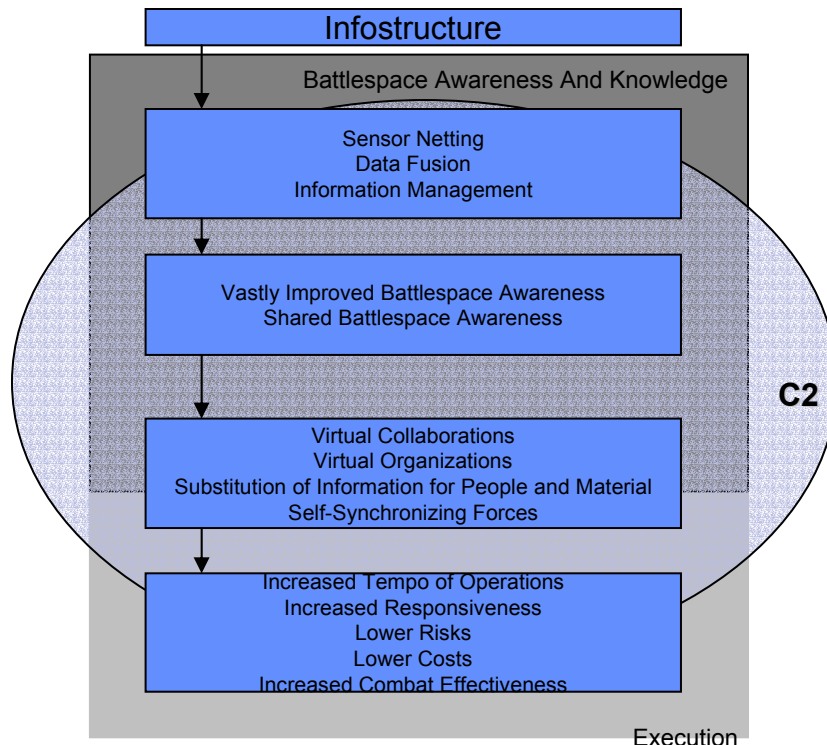 Infostructure
Battlespace Awareness And Knowledge
Sensor Netting
Data Fusion
Information Management
Vastly Improved Battlespace Awareness
Shared Battlespace Awareness
C2
Virtual Collaborations
Virtual Organizations
Substitution of Information for People and Material
Self-Synchronizing Forces
Increased Tempo of Operations
Increased Responsiveness
Lower Risks
Lower Costs
Increased Combat Effectiveness
Execution